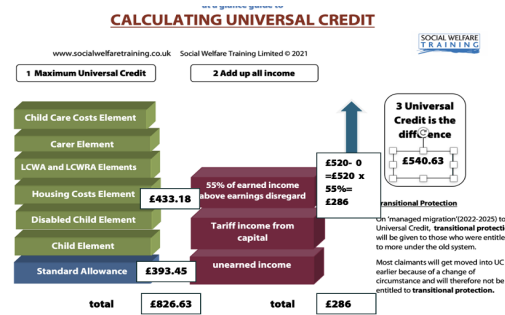 at a glance guide to
CALCULATING UNIVERSAL CREDIT
www.socialwelfaretraining.co.uk Social Welfare Training Limited © 2021
SOCIAL WELFARE
TRAINING
1 Maximum Universal Credit
2 Add up all income
3 Universal
Credit is the
difference
£540.63
Child Care Costs Element
Carer Element
LCWA and LCWRA Elements
Housing Costs Element
£433.18
Disabled Child Element
Child Element
Standard Allowance
£393.45
total
£826.63
55% of earned income
above earnings disregard
Tariff income from
capital
unearned income
£520- 0
=£520 x
55%=
£286
total
£286
ransitional Protection
On 'managed migration'(2022-2025) to
Universal Credit, transitional protecti
will be given to those who were entitle
to more under the old system.
Most claimants will get moved into UC
earlier because of a change of
circumstance and will therefore not be
entitled to transitional protection.